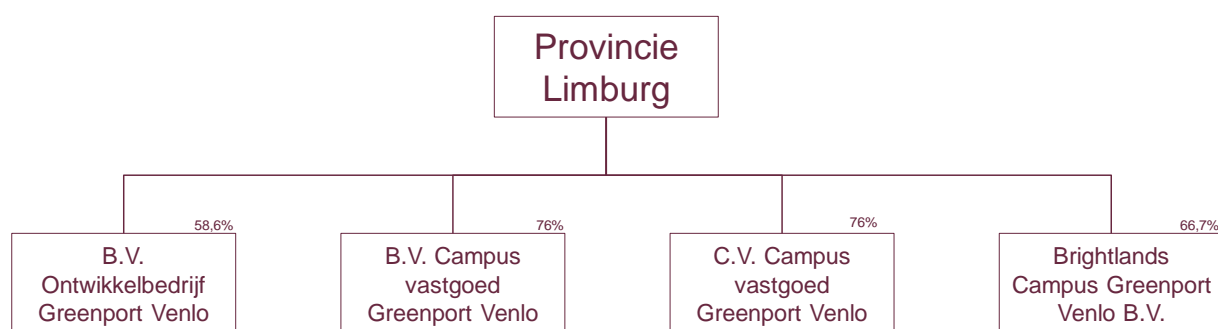 Provincie
Limburg
58,6%
B.V.
Ontwikkelbedrijf
Greenport Venlo
76%
B.V. Campus
vastgoed
Greenport Venlo
76%
C.V. Campus
vastgoed
Greenport Venlo
66,7%
Brightlands
Campus Greenport
Venlo B.V.